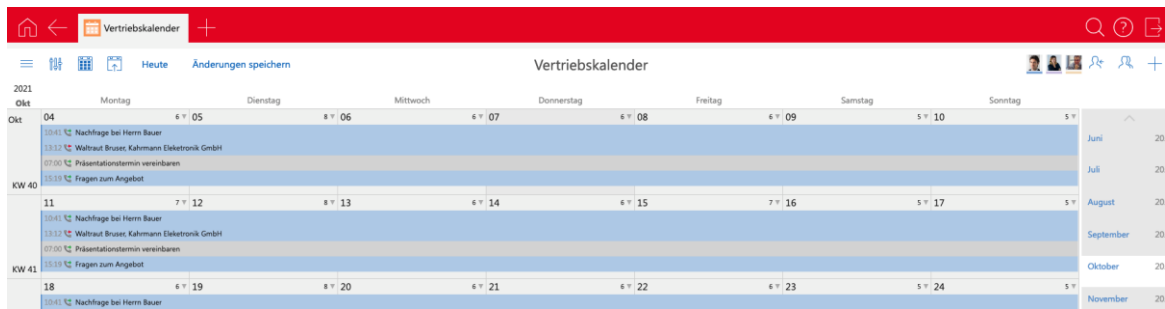 Vertriebskalender
Heute Änderungen speichern Vertriebskalender
2021
Okt Montag Dienstag Mittwoch Donnerstag Freitag Samstag Sonntag
Okt 04 6 05 8 06 6 07 6 08 6 09 5 10 5
10:41 Nachfrage bei Herrn Bauer
13:12 Waltraut Bruser, Kahrmann Eleketronik GmbH
07:00 Präsentationstermin vereinbaren
15:19 Fragen zum Angebot
KW 40
11 7 12 8 13 6 14 6 15 7 16 5 17 5
10:41 Nachfrage bei Herrn Bauer
13:12 Waltraut Bruser, Kahrmann Eleketronik GmbH
07:00 Präsentationstermin vereinbaren
15:19 Fragen zum Angebot
KW 41
18 6 19 8 20 6 21 6 22 6 23 5 24 5
10:41 Nachfrage bei Herrn Bauer
Juni 20
Juli 20
August 20
September 20
Oktober 20
November 20